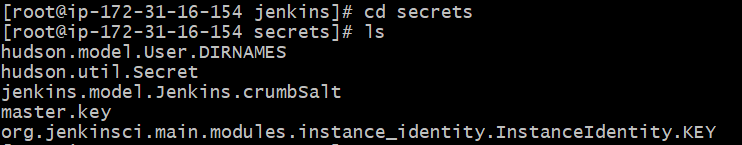 [root@ip-172-31-16-154 jenkins]# cd secrets
[root@ip-172-31-16-154 secrets]# ls
hudson.model.User.DIRNAMES
hudson.util.Secret
jenkins.model.Jenkins.crumbSalt
master.key
org.jenkinsci.main.modules.instance_identity.InstanceIdentity.KEY